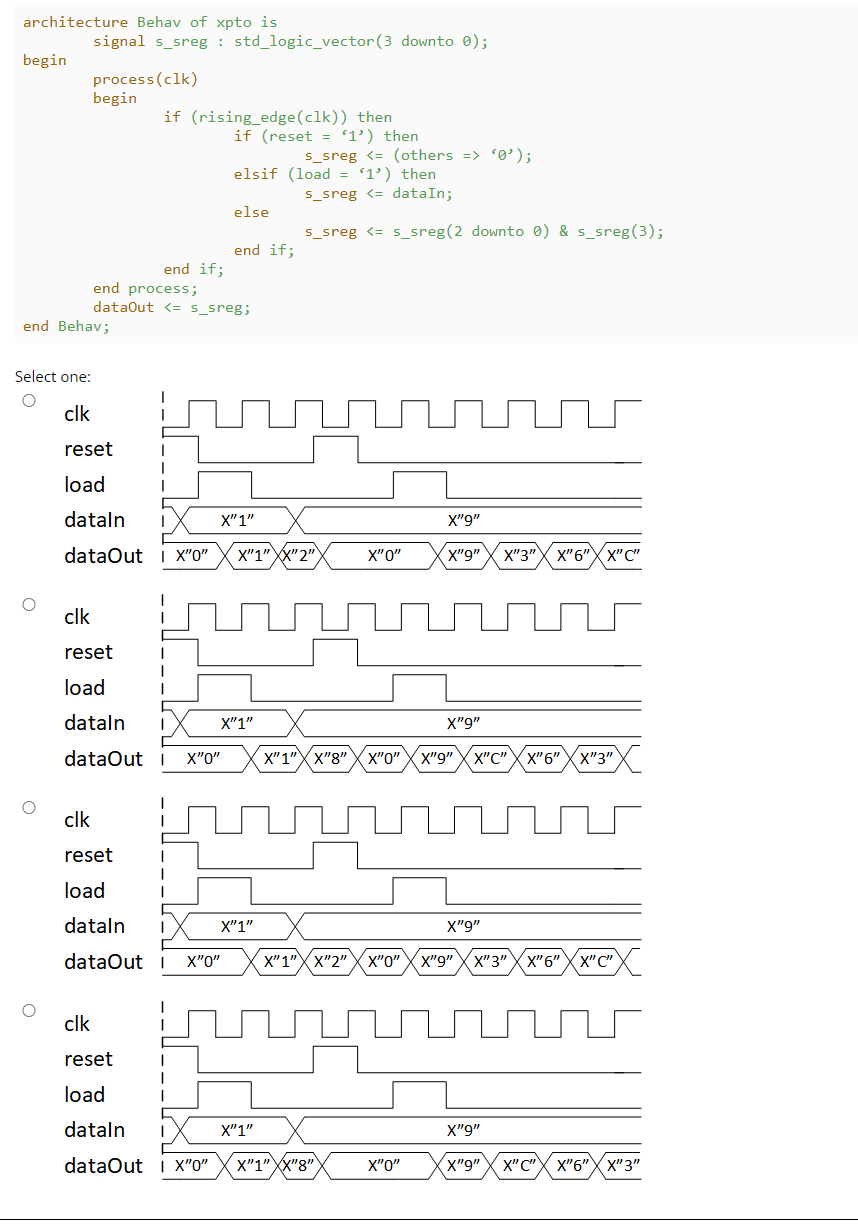 architecture Behav of xpto is
signal s_sreg : std_logic_vector(3 downto 0);
begin
process(clk)
begin
if (rising_edge(clk)) then
if (reset = ‘1’) then
s_sreg <= (others => ‘0’);
elsif (load = ‘1’) then
s_sreg <= dataIn;
else
s_sreg <= s_sreg(2 downto 0) & s_sreg(3);
end if;
end if;
end process;
dataOut <= s_sreg;
end Behav;
Select one:
clk
reset
load
dataIn X”1” X”9”
dataOut X”0” X”1” X”2” X”0” X”9” X”3” X”6” X”C”
clk
reset
load
dataIn X”1” X”9”
dataOut X”0” X”1” X”8” X”0” X”9” X”C” X”6” X”3”
clk
reset
load
dataIn X”1” X”9”
dataOut X”0” X”1” X”2” X”0” X”9” X”3” X”6” X”C”
clk
reset
load
dataIn X”1” X”9”
dataOut X”0” X”1” X”8” X”0” X”9” X”C” X”6” X”3”